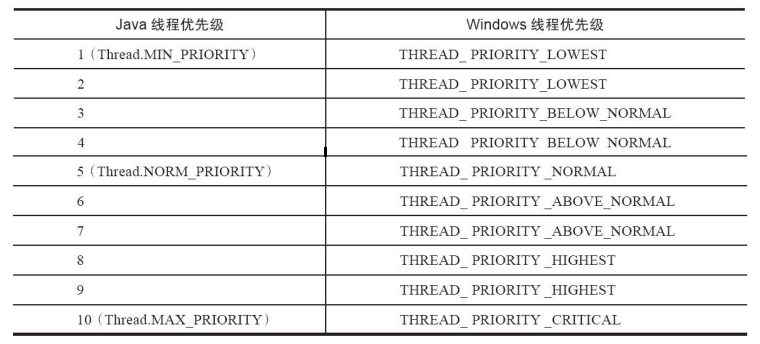 Java 线程优先级 Windows 线程优先级
1（Thread.MIN_PRIORITY） THREAD_ PRIORITY_LOWEST
2 THREAD_ PRIORITY_LOWEST
3 THREAD_ PRIORITY_BELOW_NORMAL
4 THREAD PRIORITY BELOW NORMAL
5（Thread.NORM_PRIORITY） THREAD_ PRIORITY _NORMAL
6 THREAD_ PRIORITY _ABOVE_NORMAL
7 THREAD_ PRIORITY _ABOVE_NORMAL
8 THREAD_ PRIORITY _HIGHEST
9 THREAD_ PRIORITY _HIGHEST
10（Thread.MAX_PRIORITY） THREAD_ PRIORITY _CRITICAL